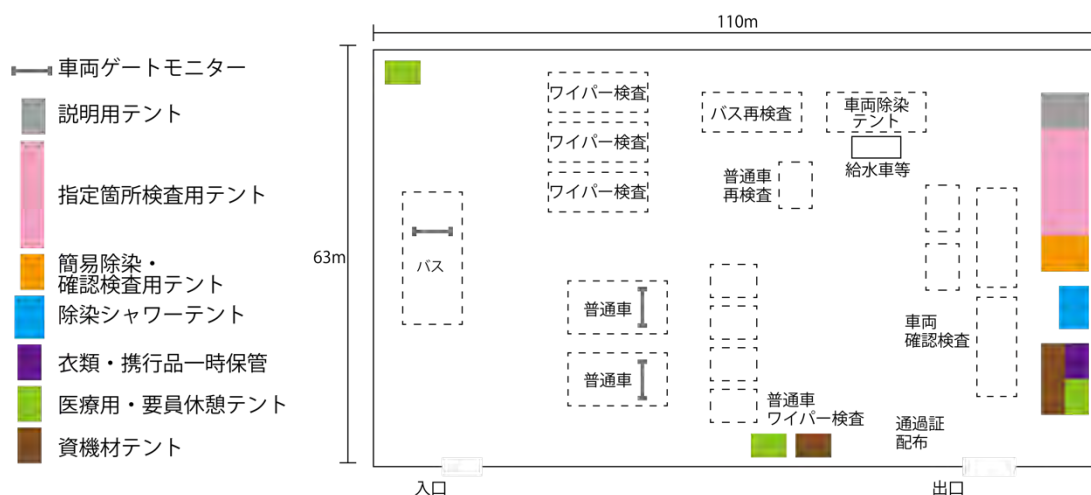 110m
63m
車両ゲートモニター
説明用テント
指定箇所検査用テント
簡易除染・
確認検査用テント
除染シャワーテント
衣類・携行品一時保管
医療用・要員休憩テント
資機材テント
ワイパー検査
ワイパー検査
ワイパー検査
バス再検査
車両除染
テント
給水車等
普通車
再検査
バス
普通車
普通車
車両
確認検査
普通車
ワイパー検査
通過証
配布
入口
出口